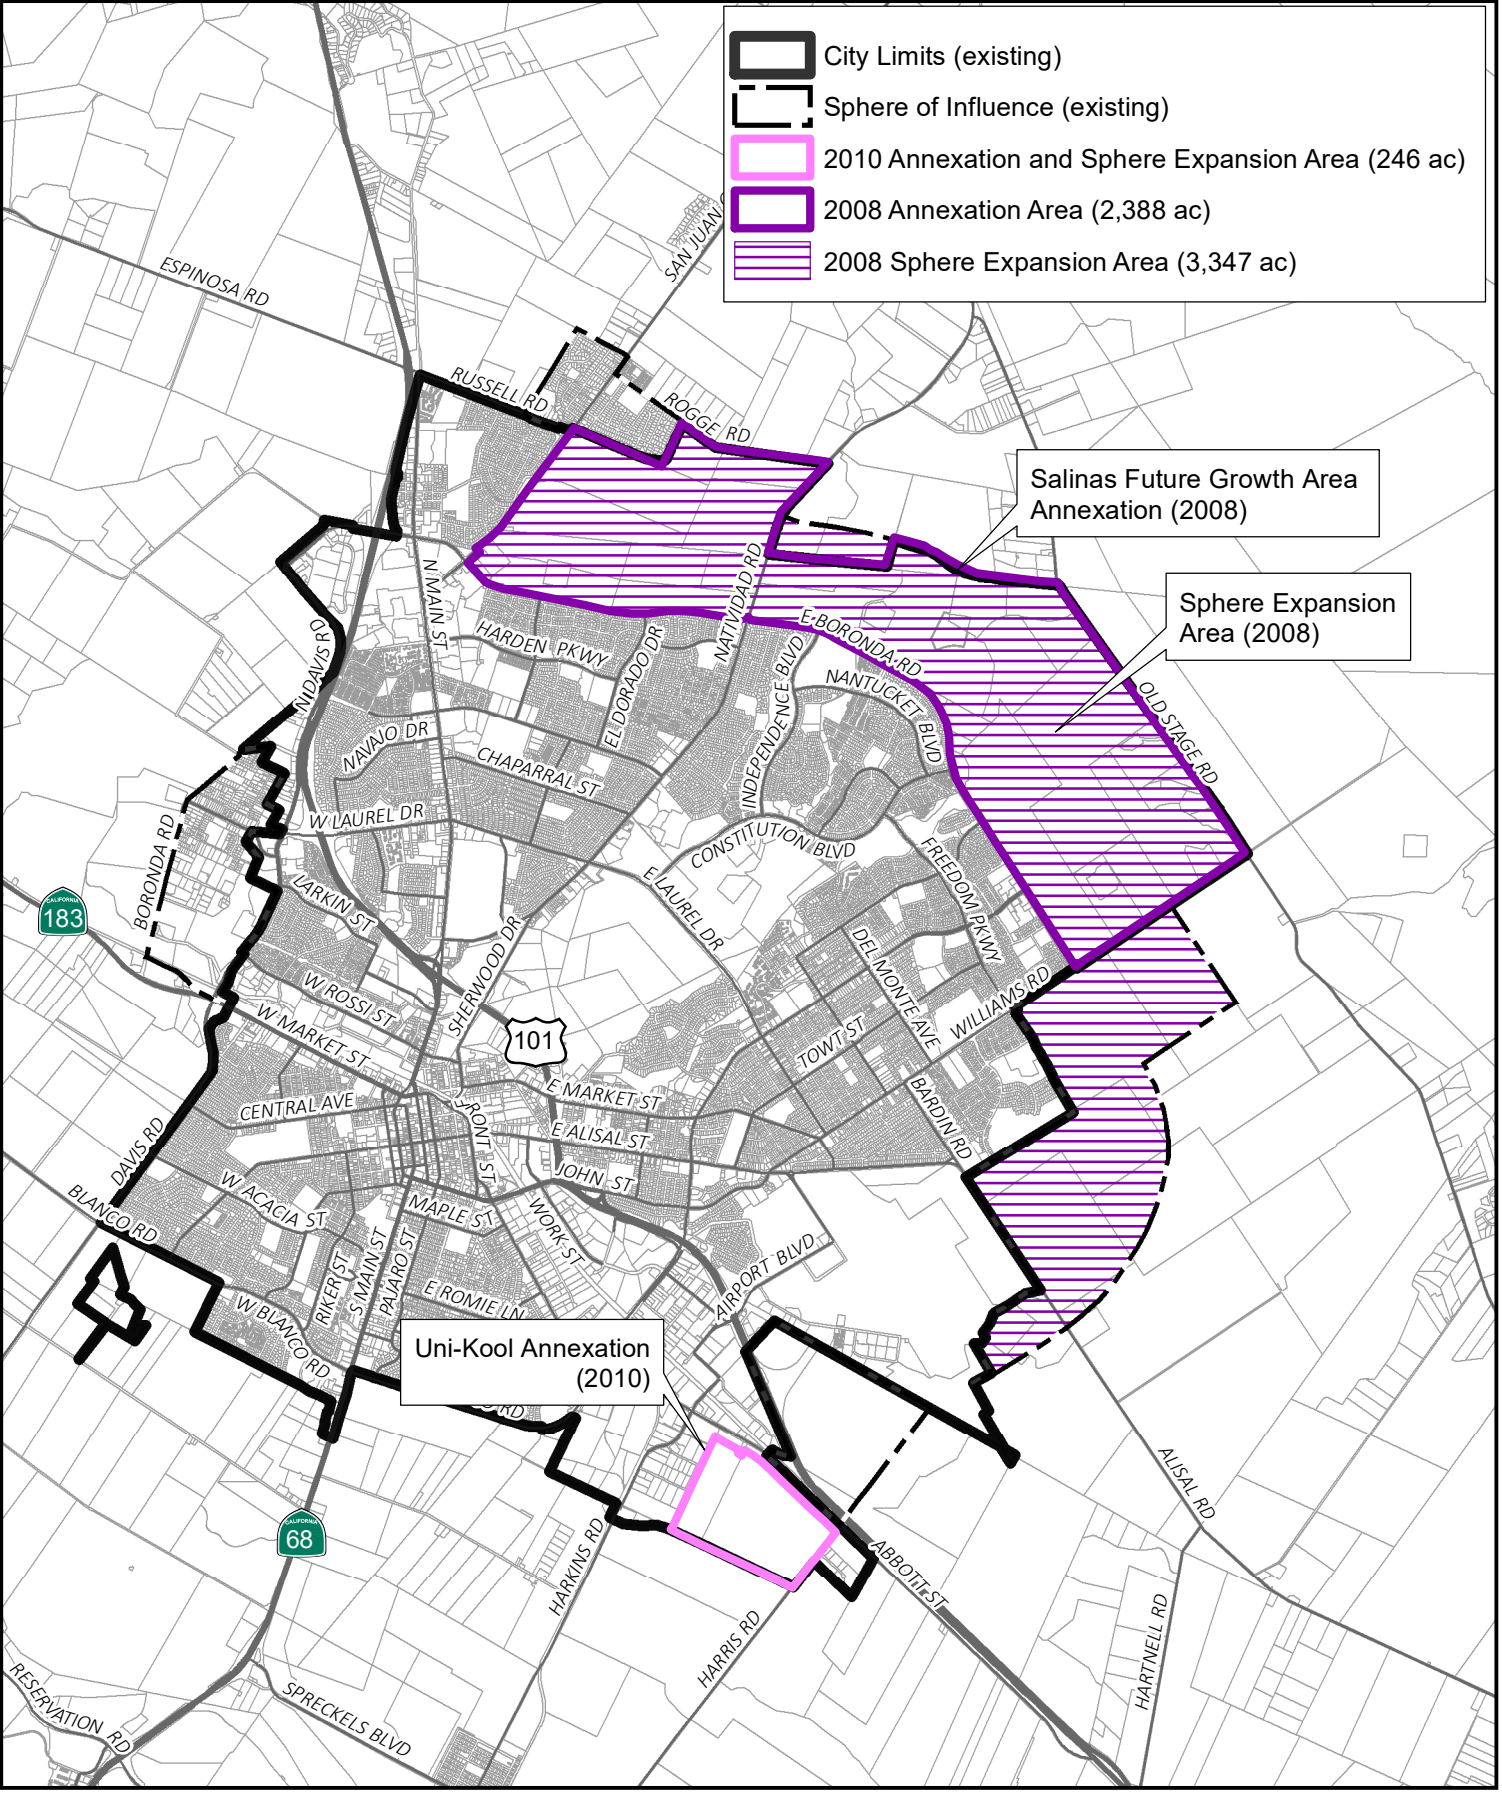 City Limits (existing)
Sphere of Influence (existing)
2010 Annexation and Sphere Expansion Area (246 ac)
2008 Annexation Area (2,388 ac)
2008 Sphere Expansion Area (3,347 ac)
SAN JUAN
ESPINOSA RD
RUSSELL RD
ROGGE RD
Salinas Future Growth Area
Annexation (2008)
Sphere Expansion
Area (2008)
N MAIN ST
NATIVIDAD RD
E BORONDA RD
HARDEN PKWY
EL DORADO DR
INDEPENDENCE BLVD
NANTUCKET BLVD
OLD STAGE RD
N DAVIS RD
NAVAJO DR
CHAPARRAL ST
W LAUREL DR
CONSTITUTION BLVD
BORONDA RD
FREEDOM PKWY
E LAUREL DR
LARKIN ST
CALIFORNIA
183
SHERWOOD DR
DEL MONTE AVE
W ROSSI ST
WILLIAMS RD
W MARKET ST
101
TOWT ST
E MARKET ST
CENTRAL AVE
FRONT ST
E ALISAL ST
BARDIN RD
DAVIS RD
JOHN ST
W ACACIA ST
MAPLE ST
WORK ST
BLANCO RD
RIKER ST
S MAIN ST
PAJARO ST
AIRPORT BLVD
E ROMIE LN
W BLANCO RD
Uni-Kool Annexation
(2010)
RD
ALISAL RD
CALIFORNIA
68
HARKINS RD
ABBOTT ST
HARRIS RD
HARTNELL RD
RESERVATION RD
SPRECKELS BLVD